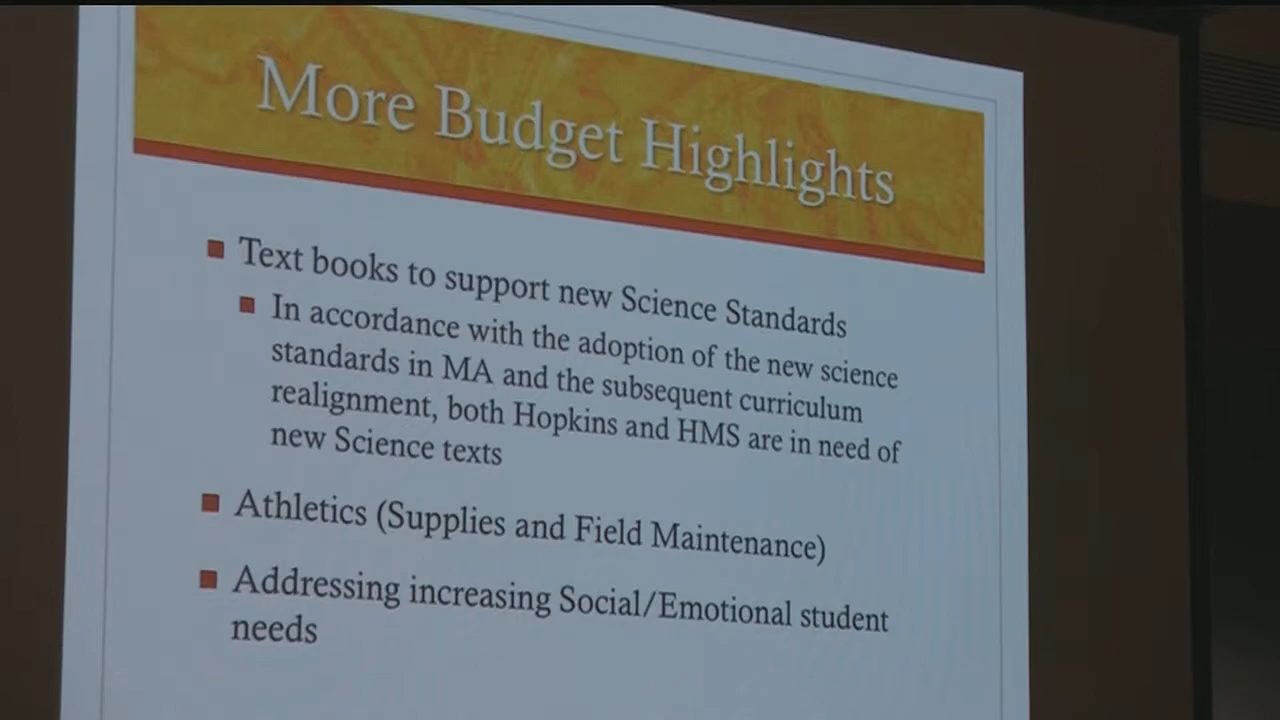 More Budget Highlights
Text books to support new Science Standards
In accordance with the adoption of the new science
standards in MA and the subsequent curriculum
realignment, both Hopkins and HMS are in need of
new Science texts
Athletics (Supplies and Field Maintenance)
Addressing increasing Social/Emotional student
needs